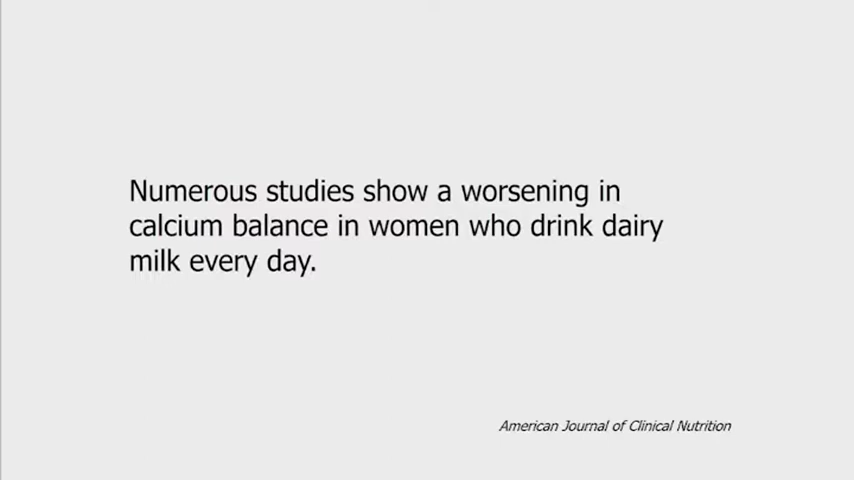 Numerous studies show a worsening in
calcium balance in women who drink dairy
milk every day.
American Journal of Clinical Nutrition